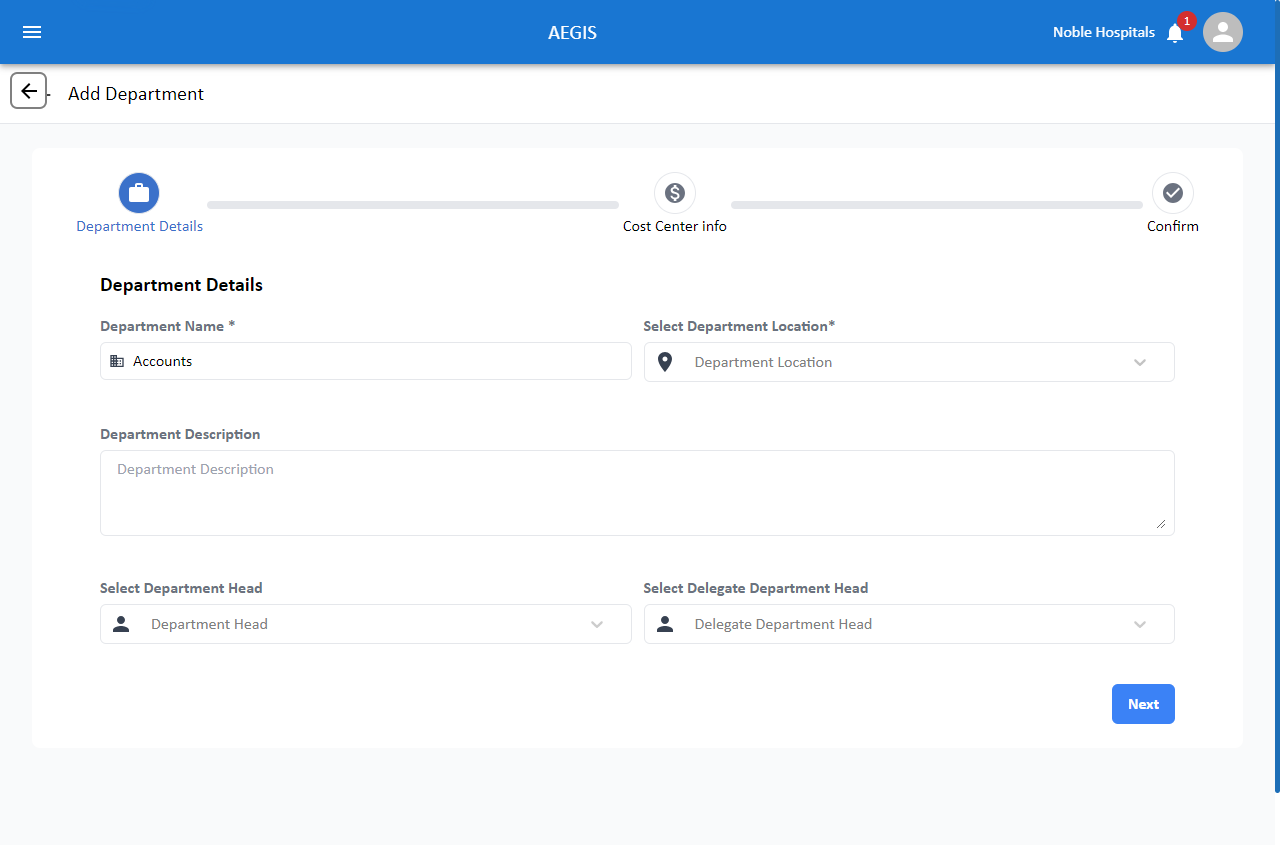 AEGIS
Noble Hospitals
1
Add Department
Department Details
Cost Center info
Confirm
Department Details
Department Name *
Select Department Location*
Accounts
Department Location
Department Description
Department Description
Select Department Head
Select Delegate Department Head
Department Head
Delegate Department Head
Next